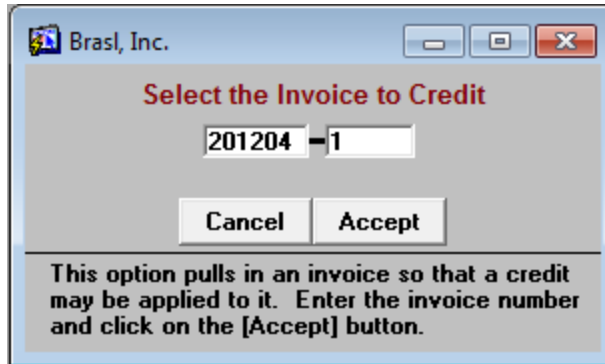 Brasl, Inc.
Select the Invoice to Credit
201204 - 1
Cancel Accept
This option pulls in an invoice so that a credit
may be applied to it. Enter the invoice number
and click on the [Accept] button.